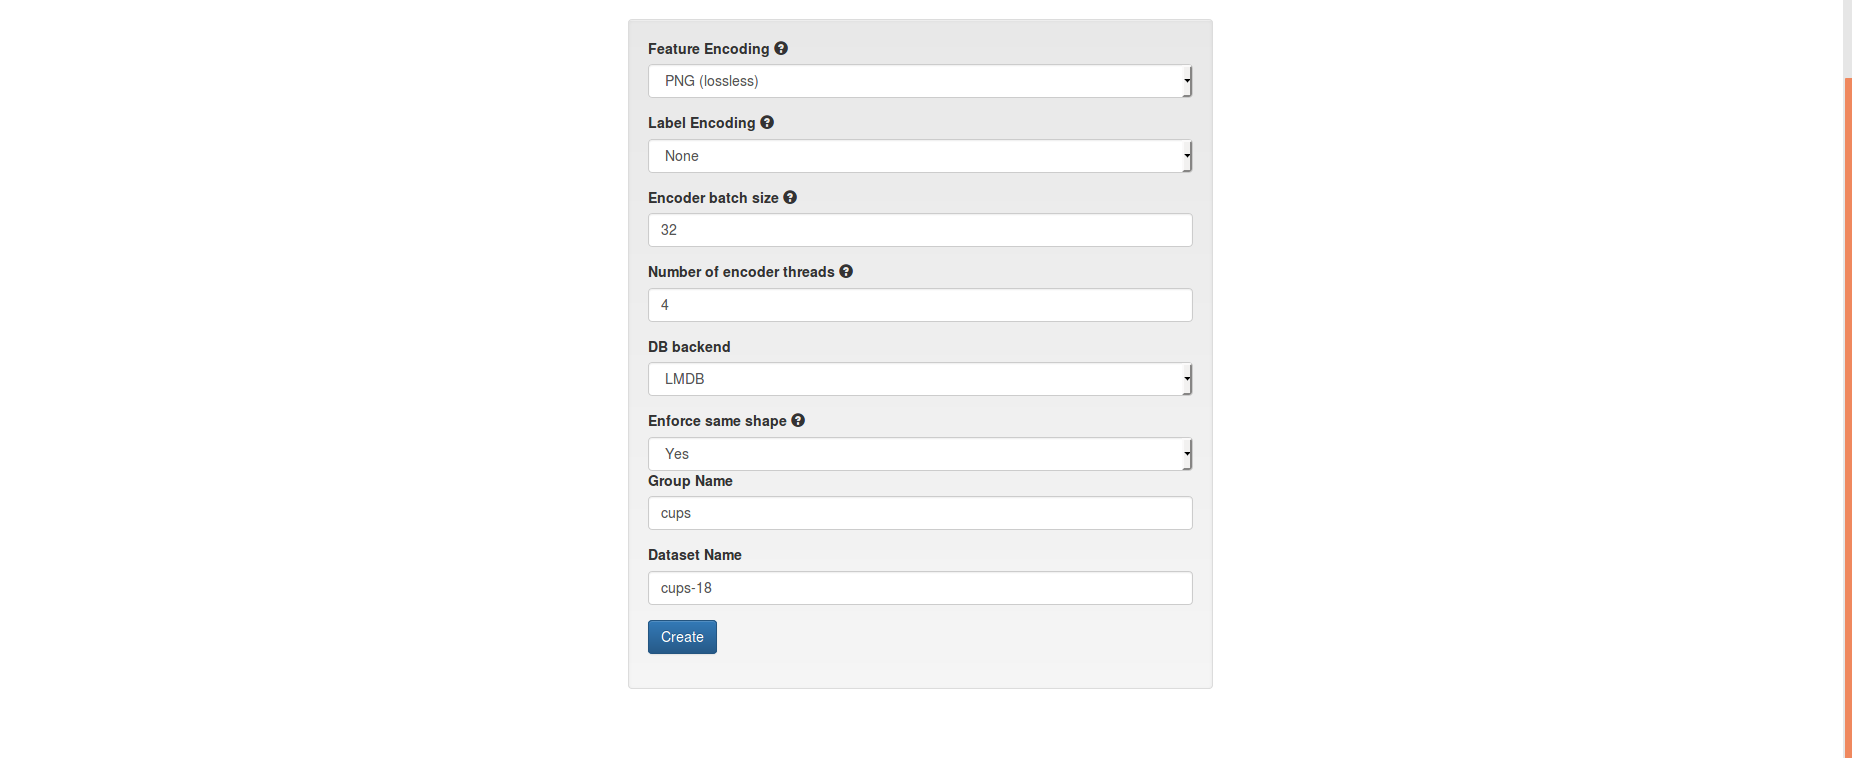 Feature Encoding
PNG (lossless)
Label Encoding
None
Encoder batch size
32
Number of encoder threads
4
DB backend
LMDB
Enforce same shape
Yes
Group Name
cups
Dataset Name
cups-18
Create